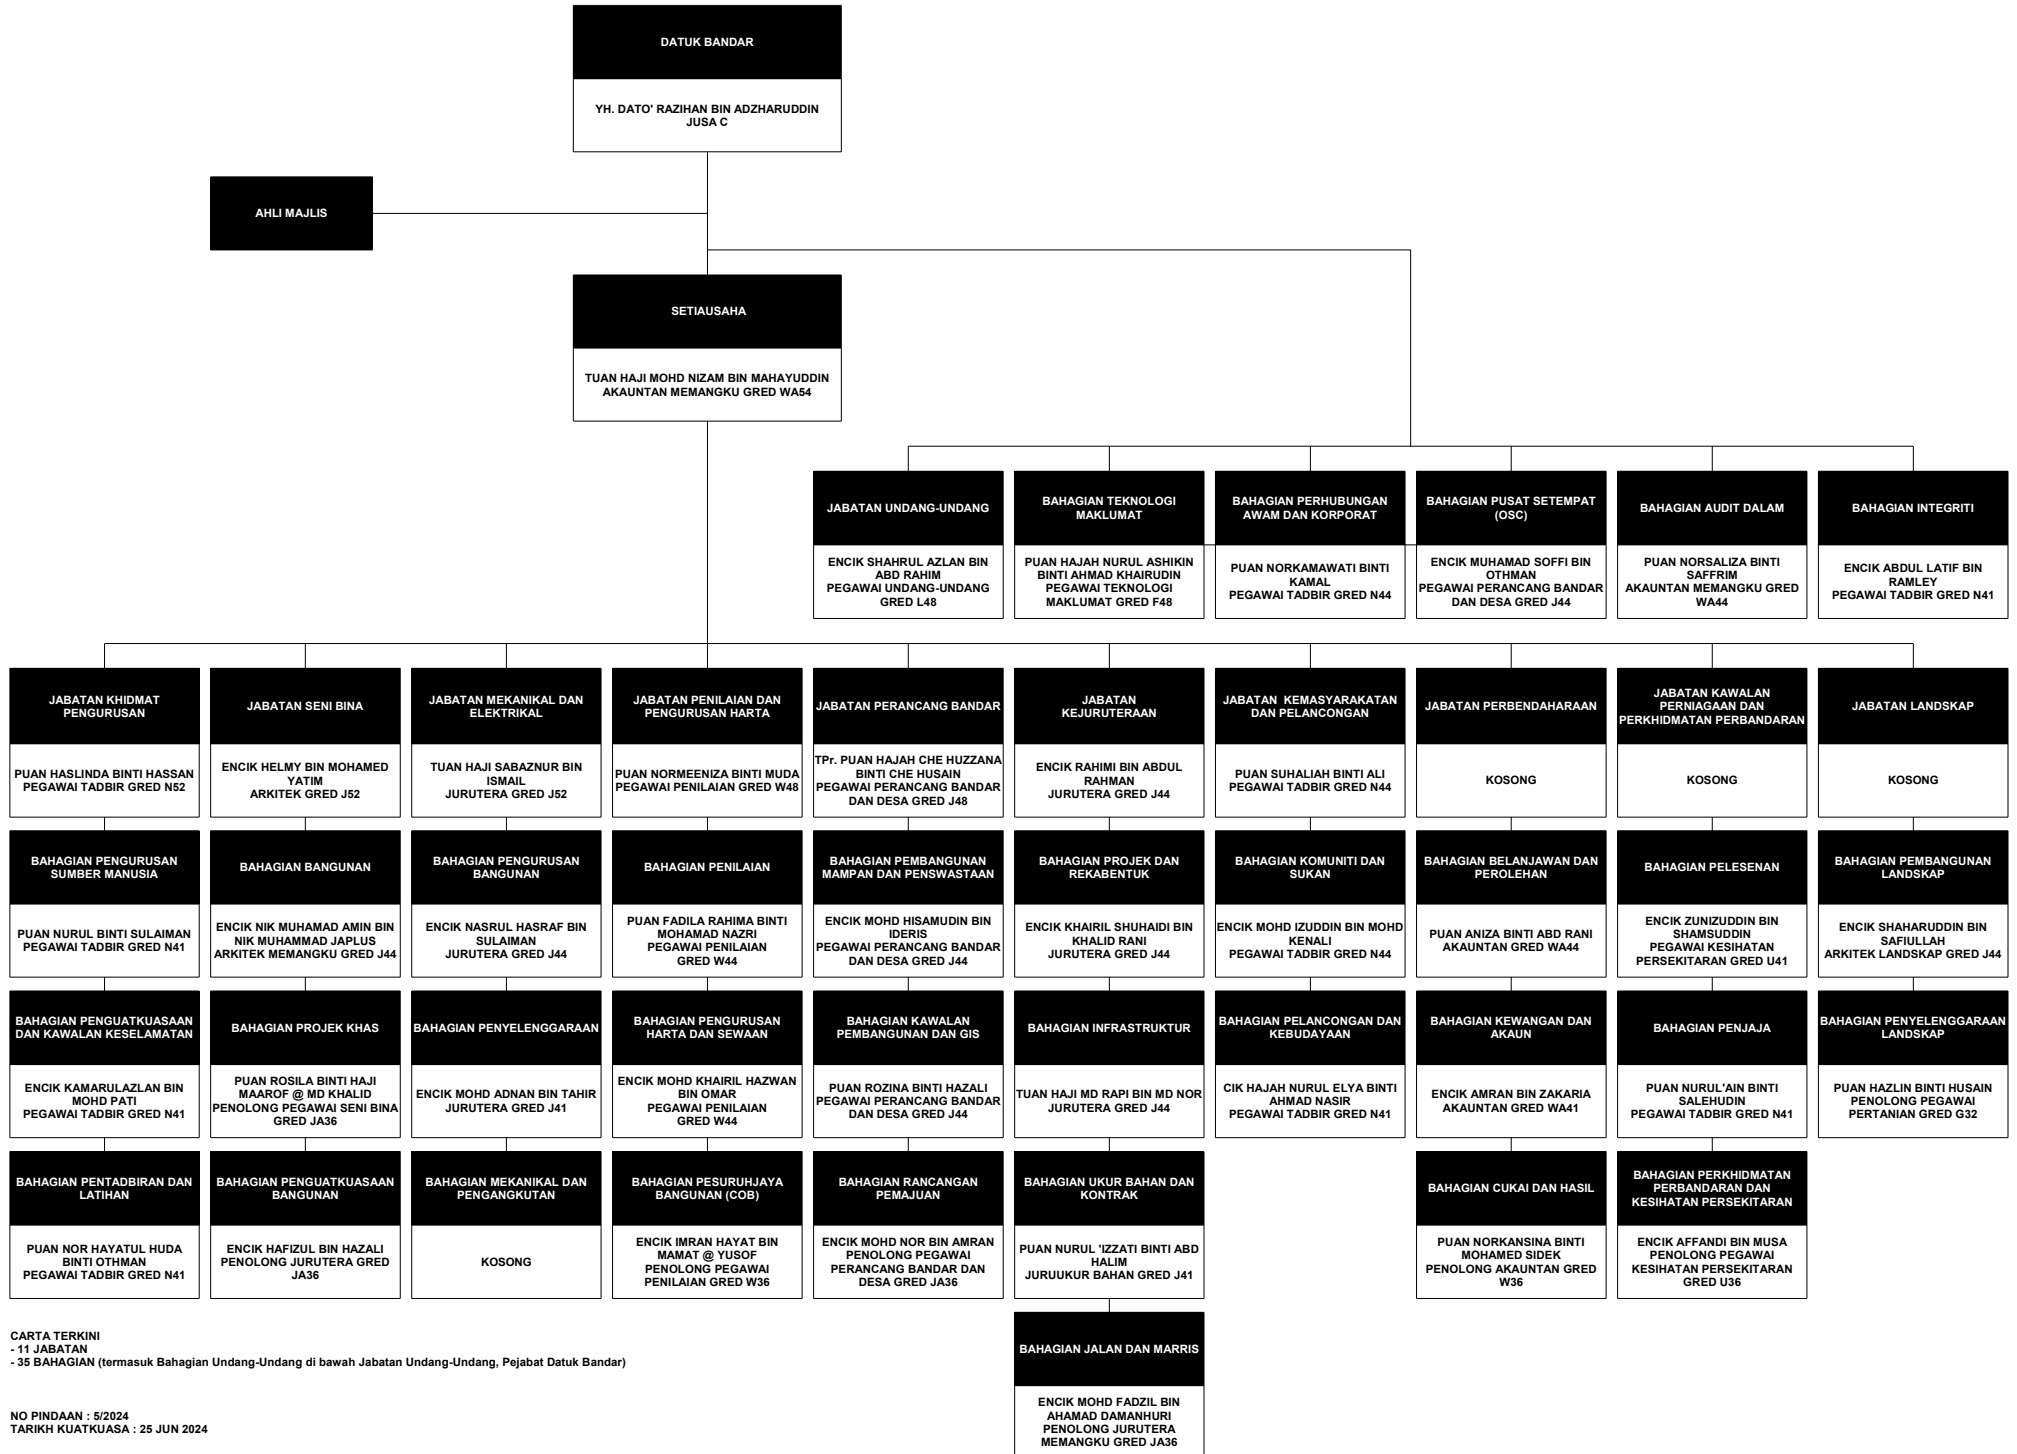 DATUK BANDAR
YH. DATO' RAZIHAN BIN ADZHARUDDIN
JUSA C
AHLI MAJLIS
SETIAUSAHA
TUAN HAJI MOHD NIZAM BIN MAHAYUDDIN
AKAUNTAN MEMANGKU GRED WA54
JABATAN UNDANG-UNDANG
ENCIK SHAHRUL AZLAN BIN
ABD RAHIM
PEGAWAI UNDANG-UNDANG
GRED L48
BAHAGIAN TEKNOLOGI
MAKLUMAT
PUAN HAJAH NURUL ASHIKIN
BINTI AHMAD KHAIRUDIN
PEGAWAI TEKNOLOGI
MAKLUMAT GRED F48
BAHAGIAN PERHUBUNGAN
AWAM DAN KORPORAT
PUAN NORKAMAWATI BINTI
KAMAL
PEGAWAI TADBIR GRED N44
BAHAGIAN PUSAT SETEMPAT
(OSC)
ENCIK MUHAMAD SOFFI BIN
OTHMAN
PEGAWAI PERANCANG BANDAR
DAN DESA GRED J44
BAHAGIAN AUDIT DALAM
PUAN NORSALIZA BINTI
SAFFRIM
AKAUNTAN MEMANGKU GRED
WA44
BAHAGIAN INTEGRITI
ENCIK ABDUL LATIF BIN
RAMLEY
PEGAWAI TADBIR GRED N41
JABATAN KHIDMAT
PENGURUSAN
PUAN HASLINDA BINTI HASSAN
PEGAWAI TADBIR GRED N52
BAHAGIAN PENGURUSAN
SUMBER MANUSIA
PUAN NURUL BINTI SULAIMAN
PEGAWAI TADBIR GRED N41
BAHAGIAN PENGUATKUASAAN
DAN KAWALAN KESELAMATAN
ENCIK KAMARULAZLAN BIN
MOHD PATI
PEGAWAI TADBIR GRED N41
BAHAGIAN PENTADBIRAN DAN
LATIHAN
PUAN NOR HAYATUL HUDA
BINTI OTHMAN
PEGAWAI TADBIR GRED N41
JABATAN SENI BINA
ENCIK HELMY BIN MOHAMED
YATIM
ARKITEK GRED J52
BAHAGIAN BANGUNAN
ENCIK NIK MUHAMAD AMIN BIN
NIK MUHAMMAD JAPLUS
ARKITEK MEMANGKU GRED J44
BAHAGIAN PROJEK KHAS
PUAN ROSILA BINTI HAJI
MAAROF @ MD KHALID
PENOLONG PEGAWAI SENI BINA
GRED JA36
BAHAGIAN PENGUATKUASAAN
BANGUNAN
ENCIK HAFIZUL BIN HAZALI
PENOLONG JURUTERA GRED
JA36
JABATAN MEKANIKAL DAN
ELEKTRIKAL
TUAN HAJI SABAZNUR BIN
ISMAIL
JURUTERA GRED J52
BAHAGIAN PENGURUSAN
BANGUNAN
ENCIK NASRUL HASRAF BIN
SULAIMAN
JURUTERA GRED J44
BAHAGIAN PENYELENGGARAAN
ENCIK MOHD ADNAN BIN TAHIR
JURUTERA GRED J41
BAHAGIAN MEKANIKAL DAN
PENGANGKUTAN
KOSONG
JABATAN PENILAIAN DAN
PENGURUSAN HARTA
PUAN NORMEENIZA BINTI MUDA
PEGAWAI PENILAIAN GRED W48
BAHAGIAN PENILAIAN
PUAN FADILA RAHIMA BINTI
MOHAMAD NAZRI
PEGAWAI PENILAIAN
GRED W44
BAHAGIAN PENGURUSAN
HARTA DAN SEWAAN
ENCIK MOHD KHAIRIL HAZWAN
BIN OMAR
PEGAWAI PENILAIAN
GRED W44
BAHAGIAN PESURUHJAYA
BANGUNAN (COB)
ENCIK IMRAN HAYAT BIN
MAMAT @ YUSOF
PENOLONG PEGAWAI
PENILAIAN GRED W36
JABATAN PERANCANG BANDAR
TPr. PUAN HAJAH CHE HUZZANA
BINTI CHE HUSAIN
PEGAWAI PERANCANG BANDAR
DAN DESA GRED J48
BAHAGIAN PEMBANGUNAN
MAMPAN DAN PENSWASTAAN
ENCIK MOHD HISAMUDIN BIN
IDERIS
PEGAWAI PERANCANG BANDAR
DAN DESA GRED J44
BAHAGIAN KAWALAN
PEMBANGUNAN DAN GIS
PUAN ROZINA BINTI HAZALI
PEGAWAI PERANCANG BANDAR
DAN DESA GRED J44
BAHAGIAN RANCANGAN
PEMAJUAN
ENCIK MOHD NOR BIN AMRAN
PENOLONG PEGAWAI
PERANCANG BANDAR DAN
DESA GRED JA36
JABATAN
KEJURUTERAAN
ENCIK RAHIMI BIN ABDUL
RAHMAN
JURUTERA GRED J44
BAHAGIAN PROJEK DAN
REKABENTUK
ENCIK KHAIRIL SHUHAIDI BIN
KHALID RANI
JURUTERA GRED J44
BAHAGIAN INFRASTRUKTUR
TUAN HAJI MD RAPI BIN MD NOR
JURUTERA GRED J44
BAHAGIAN UKUR BAHAN DAN
KONTRAK
PUAN NURUL 'IZZATI BINTI ABD
HALIM
JURUUKUR BAHAN GRED J41
BAHAGIAN JALAN DAN MARRIS
ENCIK MOHD FADZIL BIN
AHAMAD DAMANHURI
PENOLONG JURUTERA
MEMANGKU GRED JA36
JABATAN KEMASYARAKATAN
DAN PELANCONGAN
PUAN SUHALIAH BINTI ALI
PEGAWAI TADBIR GRED N44
BAHAGIAN KOMUNITI DAN
SUKAN
ENCIK MOHD IZUDDIN BIN MOHD
KENALI
PEGAWAI TADBIR GRED N44
BAHAGIAN PELANCONGAN DAN
KEBUDAYAAN
CIK HAJAH NURUL ELYA BINTI
AHMAD NASIR
PEGAWAI TADBIR GRED N41
JABATAN PERBENDAHARAAN
KOSONG
BAHAGIAN BELANJAWAN DAN
PEROLEHAN
PUAN ANIZA BINTI ABD RANI
AKAUNTAN GRED WA44
BAHAGIAN KEWANGAN DAN
AKAUN
ENCIK AMRAN BIN ZAKARIA
AKAUNTAN GRED WA41
BAHAGIAN CUKAI DAN HASIL
PUAN NORKANSINA BINTI
MOHAMED SIDEK
PENOLONG AKAUNTAN GRED
W36
JABATAN KAWALAN
PERNIAGAAN DAN
PERKHIDMATAN PERBANDARAN
KOSONG
BAHAGIAN PELESENAN
ENCIK ZUNIZUDDIN BIN
SHAMSUDDIN
PEGAWAI KESIHATAN
PERSEKITARAN GRED U41
BAHAGIAN PENJAJA
PUAN NURUL'AIN BINTI
SALEHUDIN
PEGAWAI TADBIR GRED N41
BAHAGIAN PERKHIDMATAN
PERBANDARAN DAN
KESIHATAN PERSEKITARAN
ENCIK AFFANDI BIN MUSA
PENOLONG PEGAWAI
KESIHATAN PERSEKITARAN
GRED U36
JABATAN LANDSKAP
KOSONG
BAHAGIAN PEMBANGUNAN
LANDSKAP
ENCIK SHAHARUDDIN BIN
SAFIULLAH
ARKITEK LANDSKAP GRED J44
BAHAGIAN PENYELENGGARAAN
LANDSKAP
PUAN HAZLIN BINTI HUSAIN
PENOLONG PEGAWAI
PERTANIAN GRED G32
CARTA TERKINI
- 11 JABATAN
- 35 BAHAGIAN (termasuk Bahagian Undang-Undang di bawah Jabatan Undang-Undang, Pejabat Datuk Bandar)
NO PINDAAN : 5/2024
TARIKH KUATKUASA : 25 JUN 2024